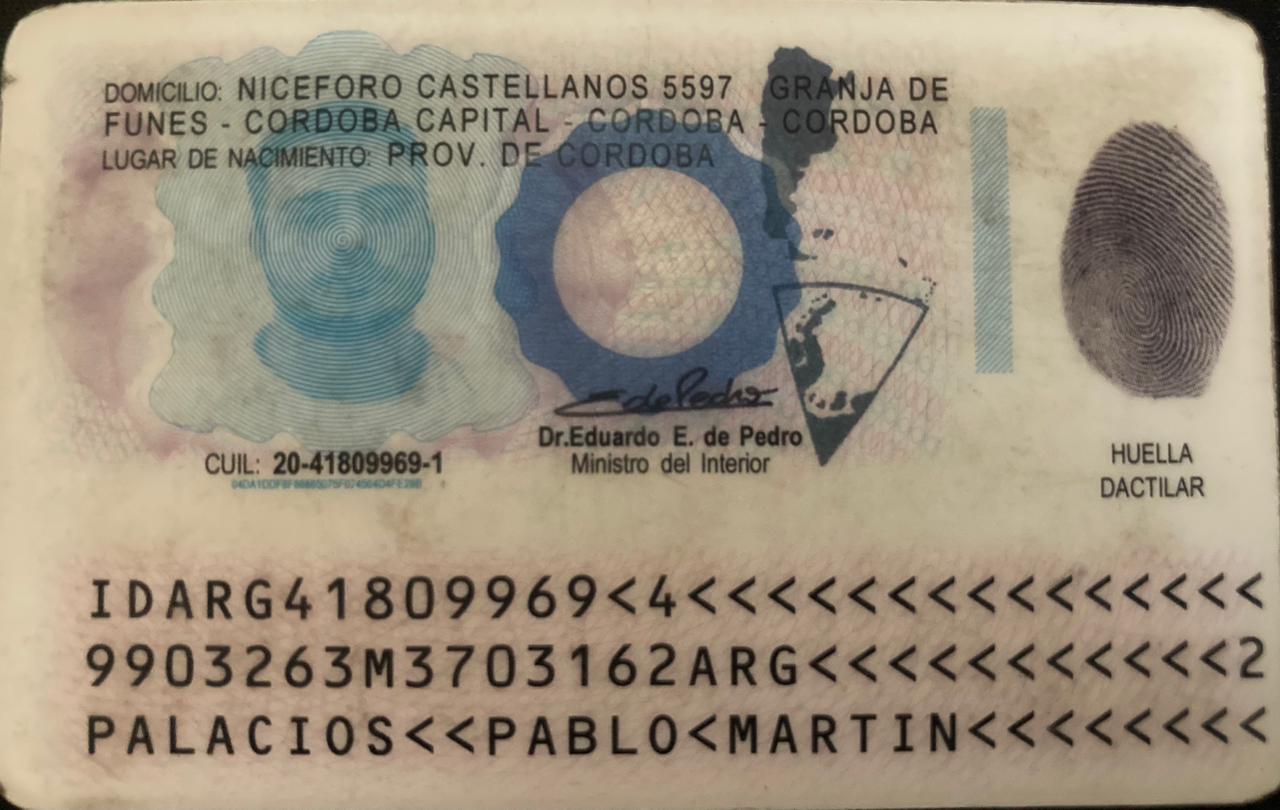 DOMICILIO: NICEFORO CASTELLANOS 5597 GRANJA DE
FUNES - CORDOBA CAPITAL - CORDOBA - CORDOBA
LUGAR DE NACIMIENTO: PROV. DE CORDOBA
EdePedro
Dr.Eduardo E. de Pedro
Ministro del Interior
CUIL: 20-41809969-1
HUELLA
DACTILAR
IDARG41809969<4<<<<<<<<<<<<<<<
9903263M3703162ARG<<<<<<<<<<<2
PALACIOS<<PABLO<MARTIN<<<<<<<<